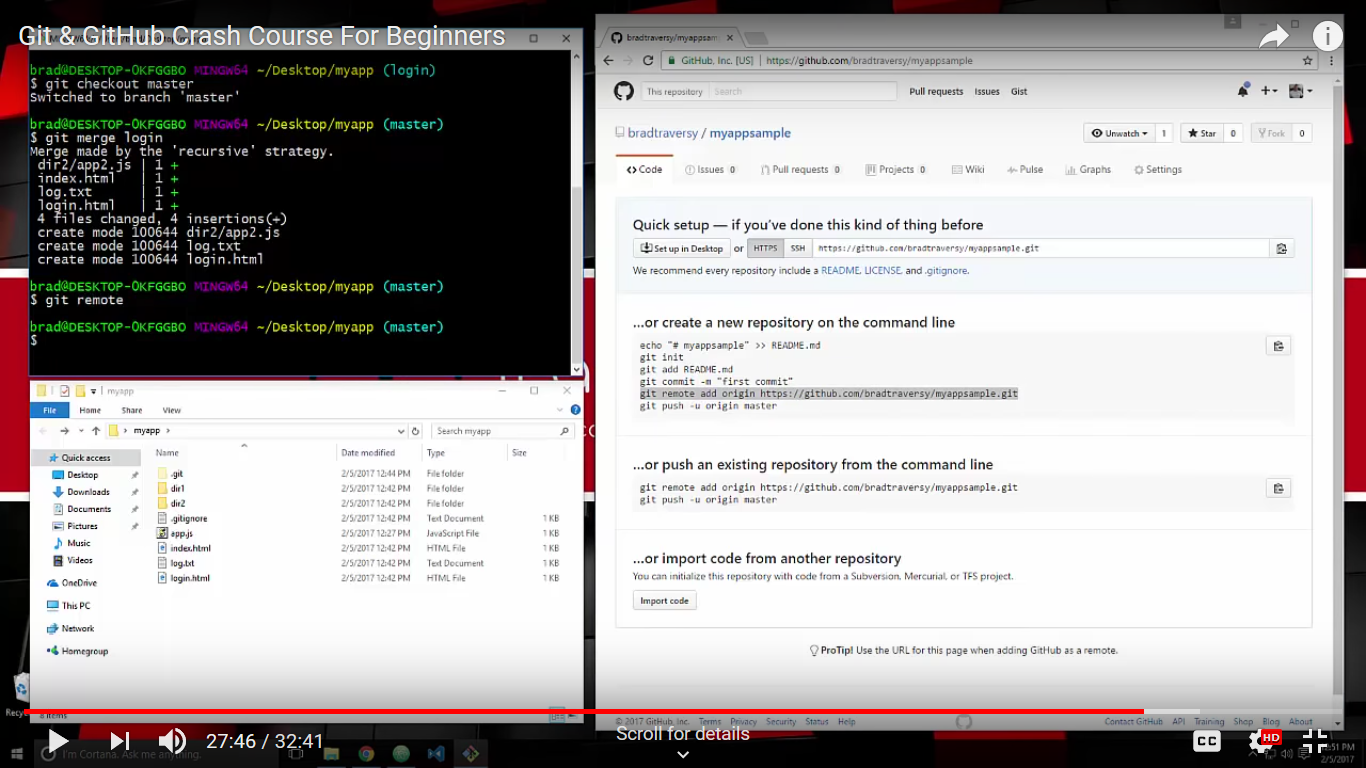 Git & GitHub Crash Course For Beginners
brad@DESKTOP-0KFGGBO MINGW64 ~/Desktop/myapp (login)
$ git checkout master
Switched to branch 'master'
brad@DESKTOP-0KFGGBO MINGW64 ~/Desktop/myapp (master)
$ git merge login
Merge made by the 'recursive' strategy.
dir2/app2.js | 1 +
index.html | 1 +
log.txt | 1 +
login.html | 1 +
4 files changed, 4 insertions(+)
create mode 100644 dir2/app2.js
create mode 100644 log.txt
create mode 100644 login.html
brad@DESKTOP-0KFGGBO MINGW64 ~/Desktop/myapp (master)
$ git remote
brad@DESKTOP-0KFGGBO MINGW64 ~/Desktop/myapp (master)
$
myapp
File Home Share View
myapp
Search myapp
Quick access
Desktop
Downloads
Documents
Pictures
Music
Videos
OneDrive
This PC
Network
Homegroup
Name Date modified Type Size
.git 2/5/2017 12:44 PM File folder
dir1 2/5/2017 12:42 PM File folder
dir2 2/5/2017 12:42 PM File folder
.gitignore 2/5/2017 12:42 PM Text Document 1 KB
app.js 2/5/2017 12:27 PM JavaScript File 1 KB
index.html 2/5/2017 12:42 PM HTML File 1 KB
log.txt 2/5/2017 12:42 PM Text Document 1 KB
login.html 2/5/2017 12:42 PM HTML File 1 KB
8 items
bradtraversy/myappsam
GitHub, Inc. [US] https://github.com/bradtraversy/myappsample
This repository Search Pull requests Issues Gist
bradtraversy / myappsample
Unwatch 1 Star 0 Fork 0
Code Issues 0 Pull requests 0 Projects 0 Wiki Pulse Graphs Settings
Quick setup — if you've done this kind of thing before
Set up in Desktop or HTTPS SSH https://github.com/bradtraversy/myappsample.git
We recommend every repository include a README, LICENSE, and .gitignore.
…or create a new repository on the command line
echo "# myappsample" >> README.md
git init
git add README.md
git commit -m "first commit"
git remote add origin https://github.com/bradtraversy/myappsample.git
git push -u origin master
…or push an existing repository from the command line
git remote add origin https://github.com/bradtraversy/myappsample.git
git push -u origin master
…or import code from another repository
You can initialize this repository with code from a Subversion, Mercurial, or TFS project.
Import code
ProTip! Use the URL for this page when adding GitHub as a remote.
© 2017 GitHub, Inc. Terms Privacy Security Status Help
Contact GitHub API Training Shop Blog About
27:46 / 32:41
Scroll for details
CC
HD
I'm Cortana. Ask me anything.
2/5/2017